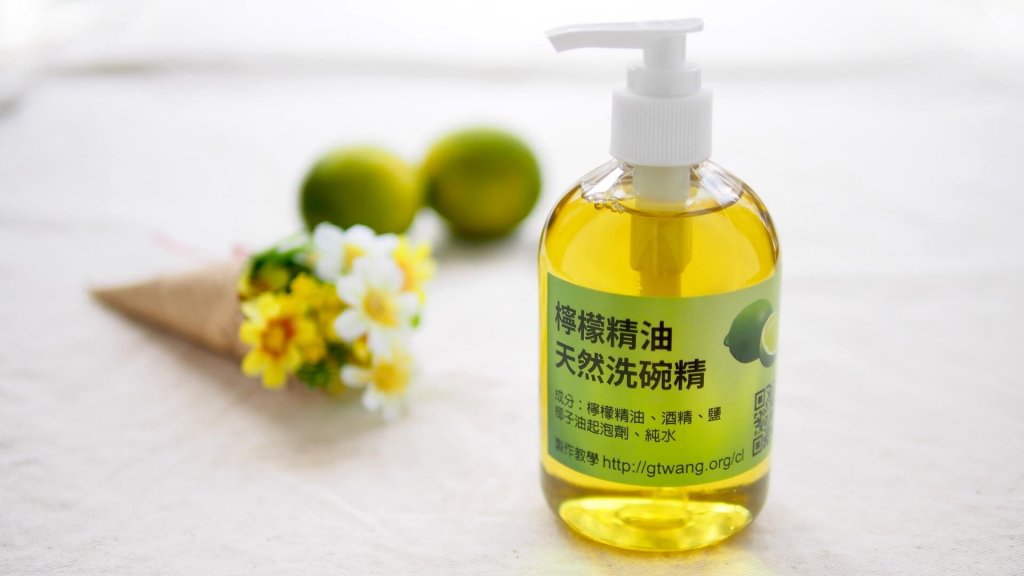 檸檬精油
天然洗碗精
成分：檸檬精油、酒精、鹽
椰子油起泡劑、純水
製作教學 http://gtwang.org/cl